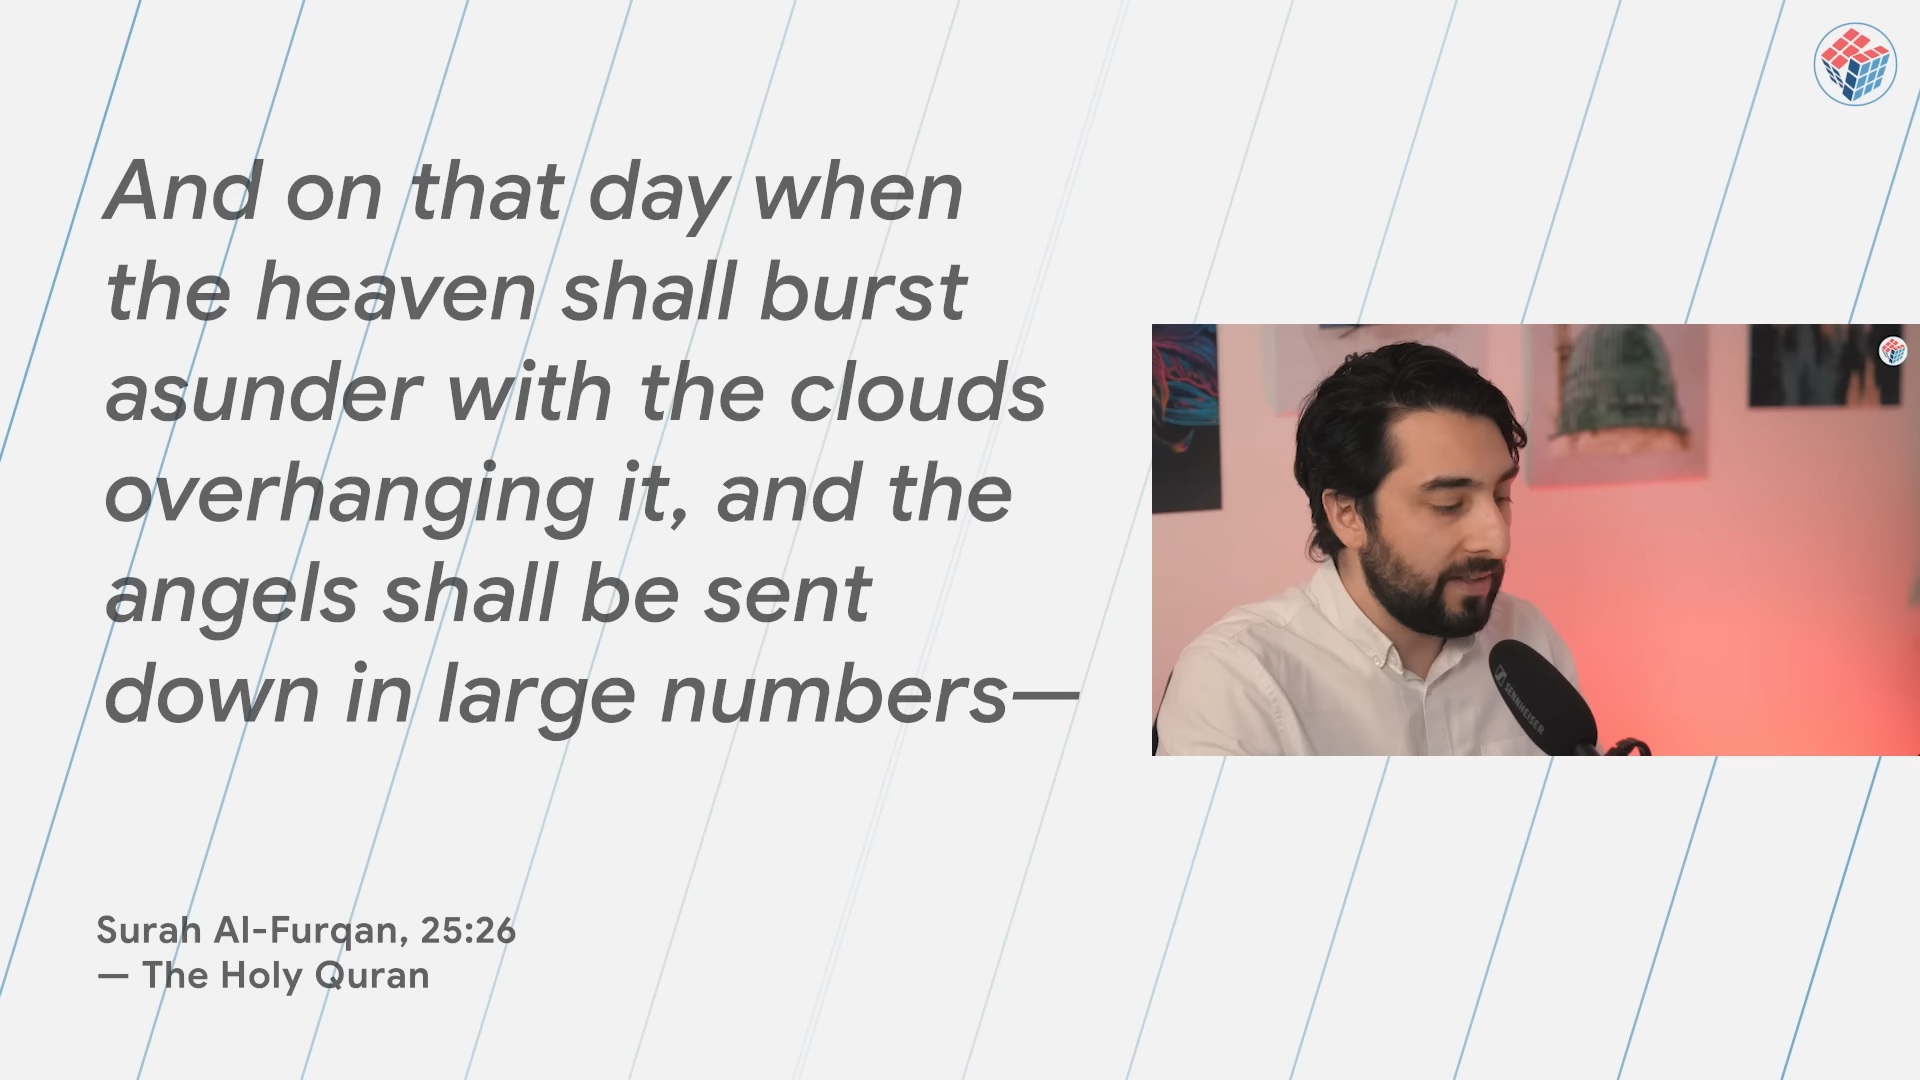 And on that day when
the heaven shall burst
asunder with the clouds
overhanging it, and the
angels shall be sent
down in large numbers—
Surah Al-Furqan, 25:26
— The Holy Quran
SENNHEISER